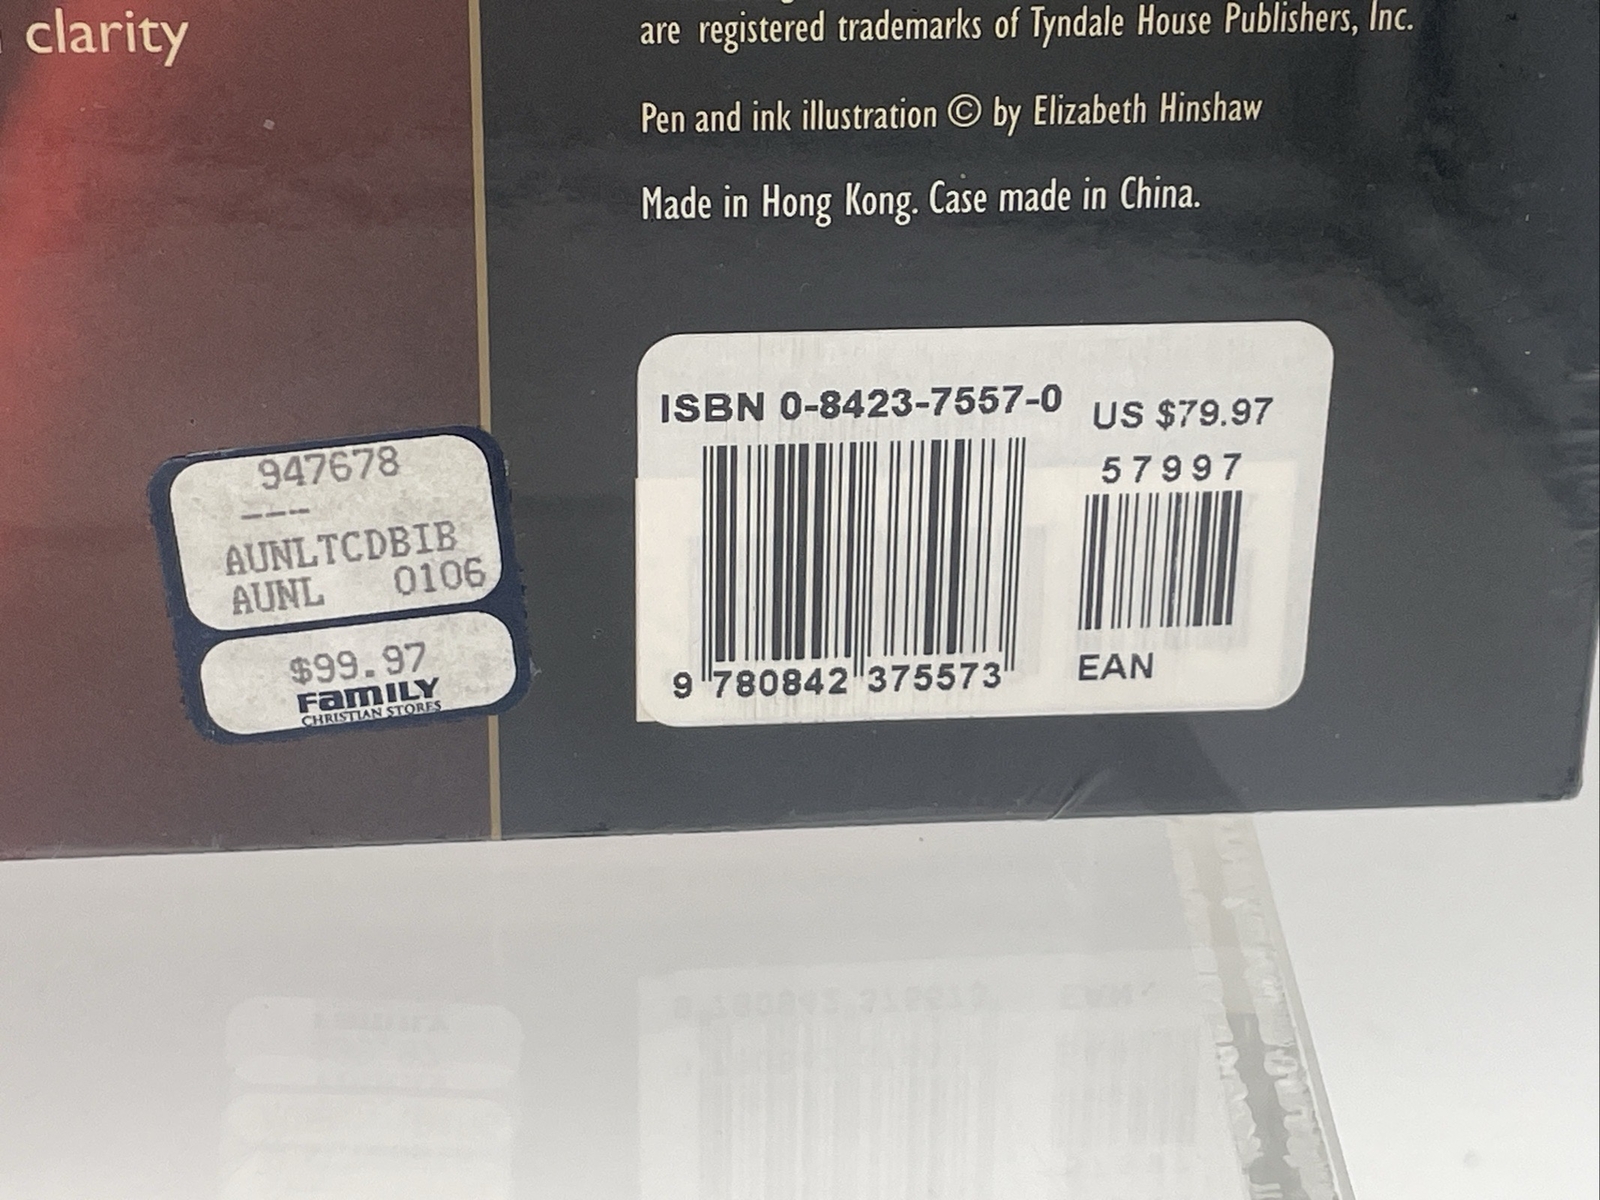 clarity
are registered trademarks of Tyndale House Publishers, Inc.
Pen and ink illustration © by Elizabeth Hinshaw
Made in Hong Kong. Case made in China.
ISBN 0-8423-7557-0
US $79.97
57997
9 780842 375573
EAN
947678
---
AUNLTCDBIB
AUNL 0106
$99.97
FamILY
CHRISTIAN STORES